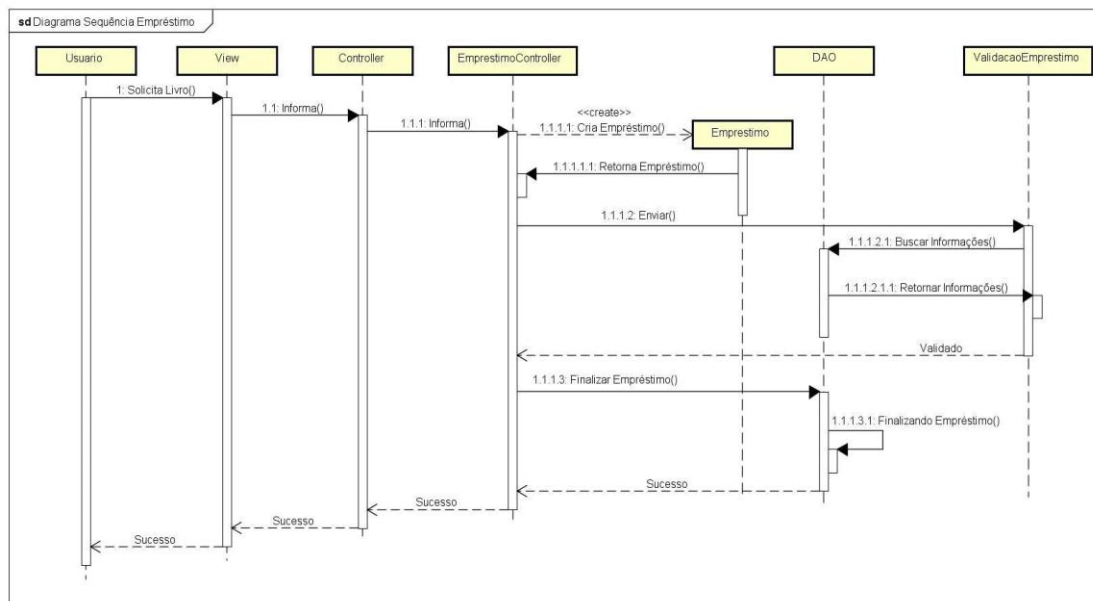 sd Diagrama Sequência Empréstimo
Usuario
View
Controller
EmprestimoController
DAO
ValidacaoEmprestimo
1: Solicita Livro()
1.1: Informa()
1.1.1: Informa()
<<create>>
1.1.1.1: Cria Empréstimo()
Emprestimo
1.1.1.1.1: Retorna Empréstimo()
1.1.1.2: Enviar()
1.1.1.2.1: Buscar Informações()
1.1.1.2.1.1: Retornar Informações()
Validado
1.1.1.3: Finalizar Empréstimo()
1.1.1.3.1: Finalizando Empréstimo()
Sucesso
Sucesso
Sucesso
Sucesso